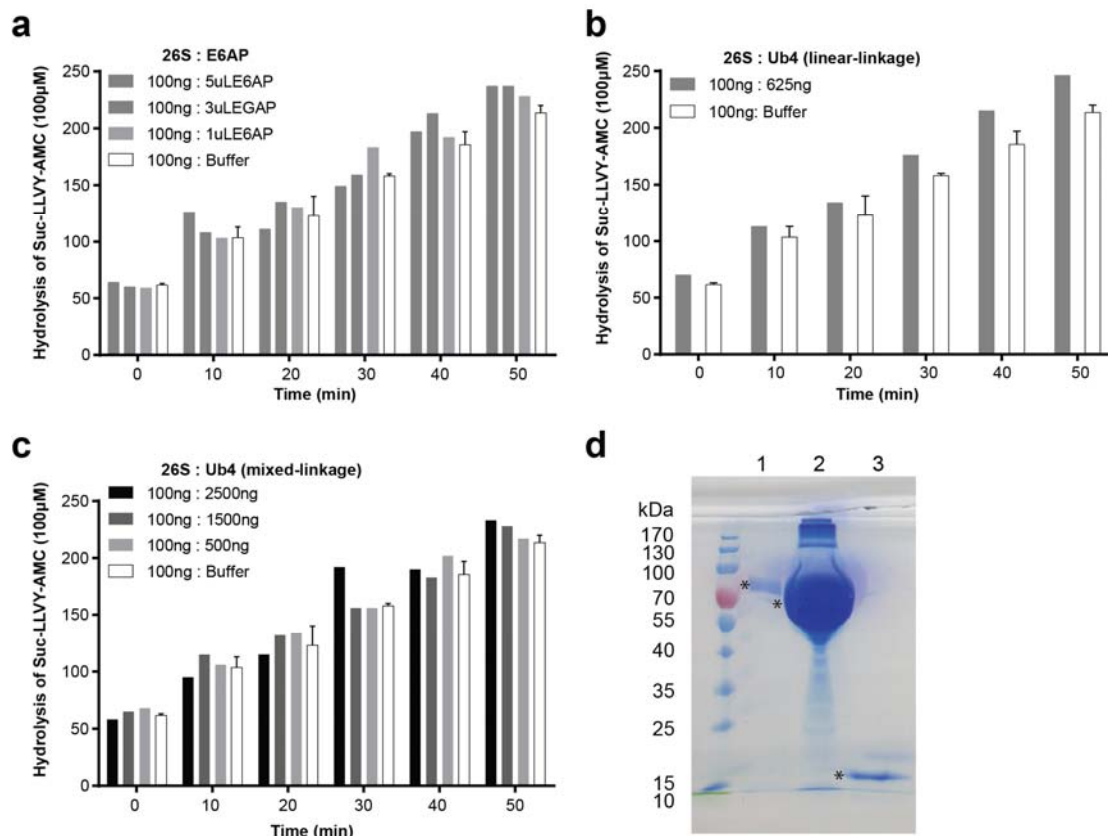 a
26S : E6AP
100ng : 5uLE6AP
100ng : 3uLEGAP
100ng : 1uLE6AP
100ng : Buffer
Hydrolysis of Suc-LLVY-AMC (100μM)
250
200
150
100
50
0
0 10 20 30 40 50
Time (min)
b
26S : Ub4 (linear-linkage)
100ng : 625ng
100ng: Buffer
Hydrolysis of Suc-LLVY-AMC (100μM)
250
200
150
100
50
0
0 10 20 30 40 50
Time (min)
c
26S : Ub4 (mixed-linkage)
100ng : 2500ng
100ng : 1500ng
100ng : 500ng
100ng : Buffer
Hydrolysis of Suc-LLVY-AMC (100μM)
250
200
150
100
50
0
0 10 20 30 40 50
Time (min)
d
1 2 3
kDa
170
130
100
70
55
40
35
25
15
10
*
*
*